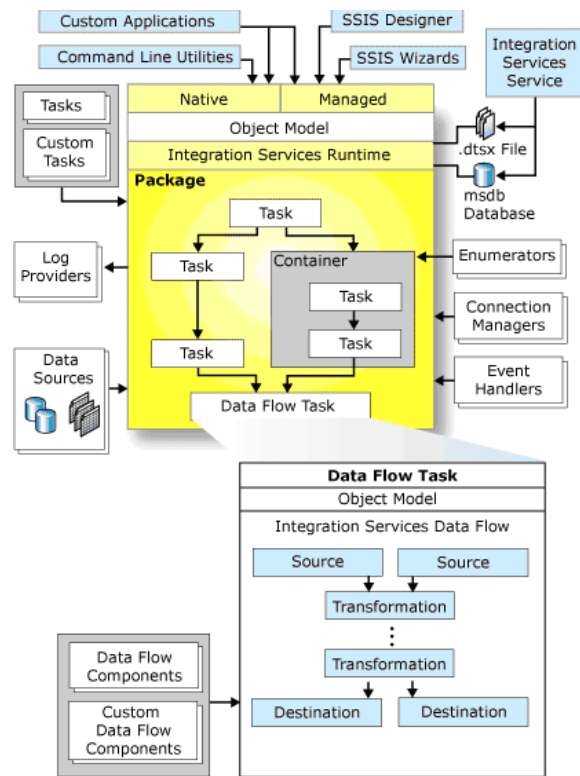 Custom Applications
SSIS Designer
Command Line Utilities
SSIS Wizards
Integration
Services
Service
Native
Managed
Object Model
Integration Services Runtime
Tasks
Custom
Tasks
.dtsx File
msdb
Database
Package
Task
Task
Container
Task
Task
Task
Data Flow Task
Log
Providers
Data
Sources
Enumerators
Connection
Managers
Event
Handlers
Data Flow Task
Object Model
Integration Services Data Flow
Source
Source
Transformation
Transformation
Destination
Destination
Data Flow
Components
Custom
Data Flow
Components